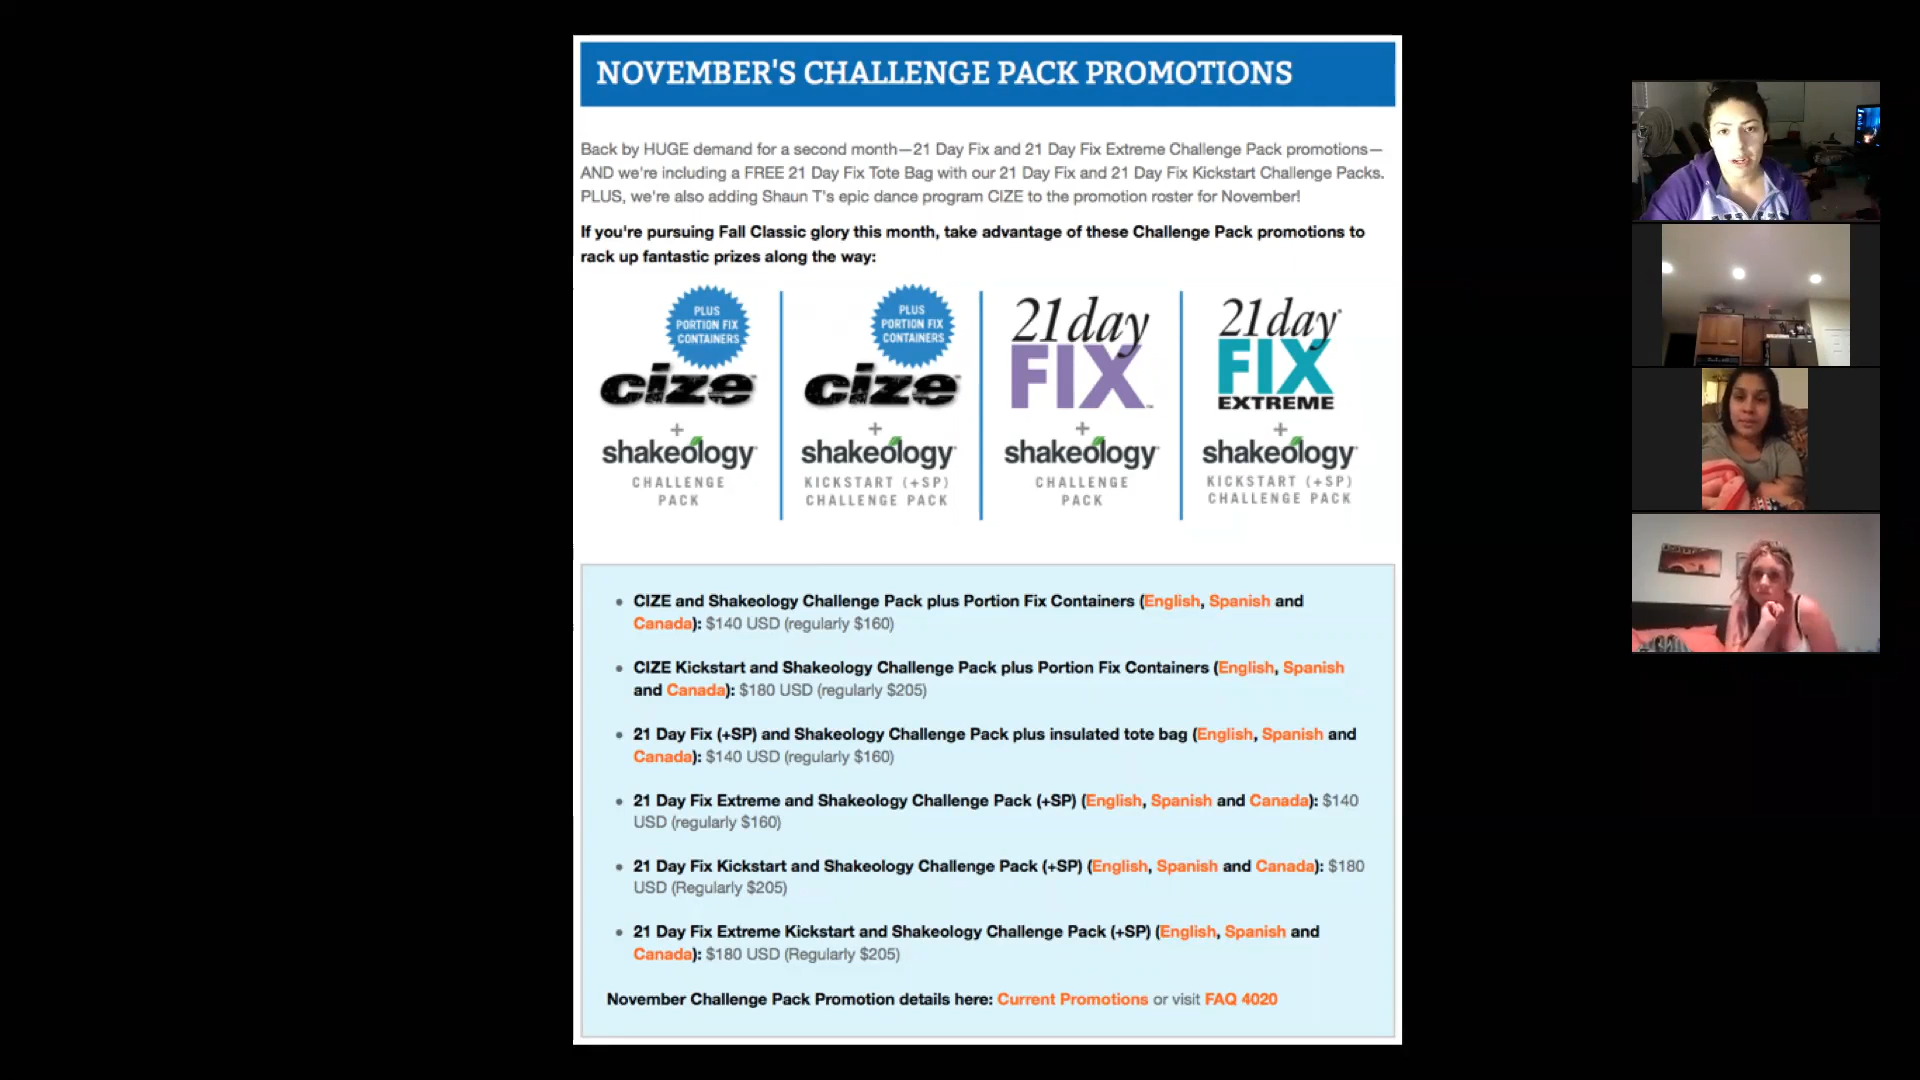 NOVEMBER'S CHALLENGE PACK PROMOTIONS
Back by HUGE demand for a second month—21 Day Fix and 21 Day Fix Extreme Challenge Pack promotions—
AND we're including a FREE 21 Day Fix Tote Bag with our 21 Day Fix and 21 Day Fix Kickstart Challenge Packs.
PLUS, we're also adding Shaun T's epic dance program CIZE to the promotion roster for November!
If you're pursuing Fall Classic glory this month, take advantage of these Challenge Pack promotions to
rack up fantastic prizes along the way:
PLUS
PORTION FIX
CONTAINERS
cize™
+
shakeology
CHALLENGE
PACK
PLUS
PORTION FIX
CONTAINERS
cize™
+
shakeology
KICKSTART (+SP)
CHALLENGE PACK
21 day
FIX™
+
shakeology
CHALLENGE
PACK
21 day
FIX
EXTREME
+
shakeology
KICKSTART (+SP)
CHALLENGE PACK
• CIZE and Shakeology Challenge Pack plus Portion Fix Containers (English, Spanish and
Canada): $140 USD (regularly $160)
• CIZE Kickstart and Shakeology Challenge Pack plus Portion Fix Containers (English, Spanish
and Canada): $180 USD (regularly $205)
• 21 Day Fix (+SP) and Shakeology Challenge Pack plus insulated tote bag (English, Spanish and
Canada): $140 USD (regularly $160)
• 21 Day Fix Extreme and Shakeology Challenge Pack (+SP) (English, Spanish and Canada): $140
USD (regularly $160)
• 21 Day Fix Kickstart and Shakeology Challenge Pack (+SP) (English, Spanish and Canada): $180
USD (Regularly $205)
• 21 Day Fix Extreme Kickstart and Shakeology Challenge Pack (+SP) (English, Spanish and
Canada): $180 USD (Regularly $205)
November Challenge Pack Promotion details here: Current Promotions or visit FAQ 4020